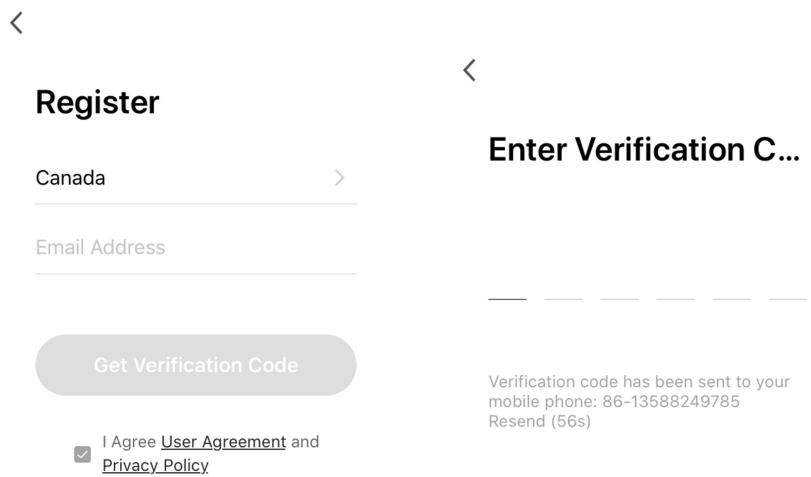 Register
Canada
Email Address
Get Verification Code
I Agree User Agreement and
Privacy Policy
Enter Verification C...
Verification code has been sent to your
mobile phone: 86-13588249785
Resend (56s)